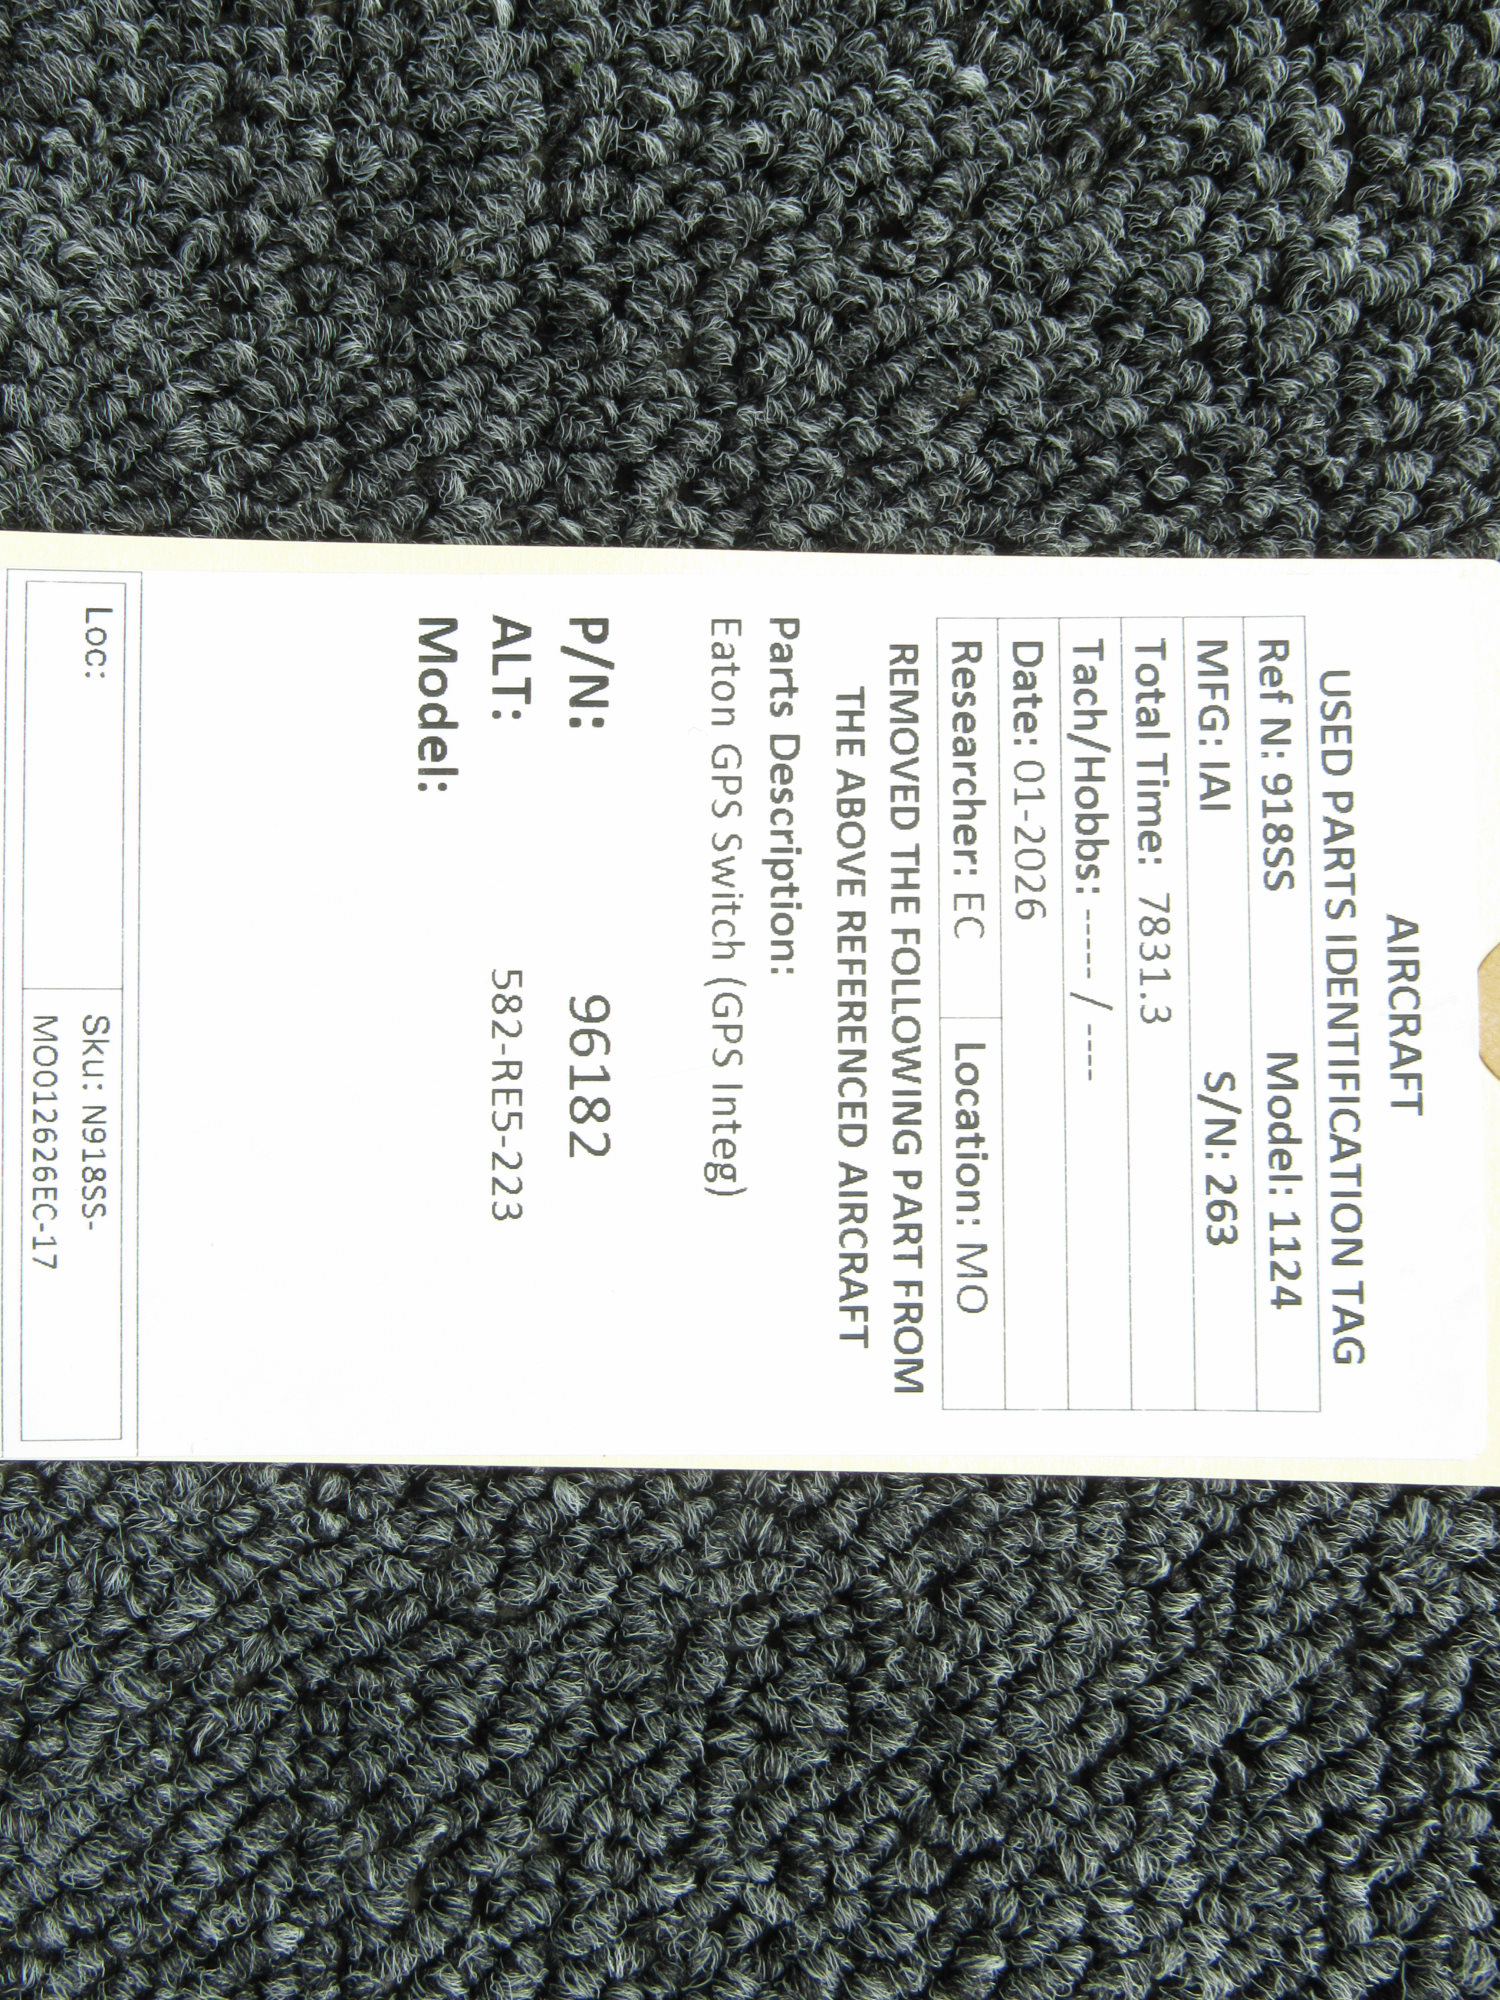 AIRCRAFT
USED PARTS IDENTIFICATION TAG
Ref N: 918SS Model: 1124
MFG: IAI S/N: 263
Total Time: 7831.3
Tach/Hobbs: ----- / ----
Date: 01-2026
Researcher: EC Location: MO
REMOVED THE FOLLOWING PART FROM
THE ABOVE REFERENCED AIRCRAFT
Parts Description:
Eaton GPS Switch (GPS Integ)
P/N: 96182
ALT: 582-RE5-223
Model:
Loc: Sku: N918SS-
MO012626EC-17